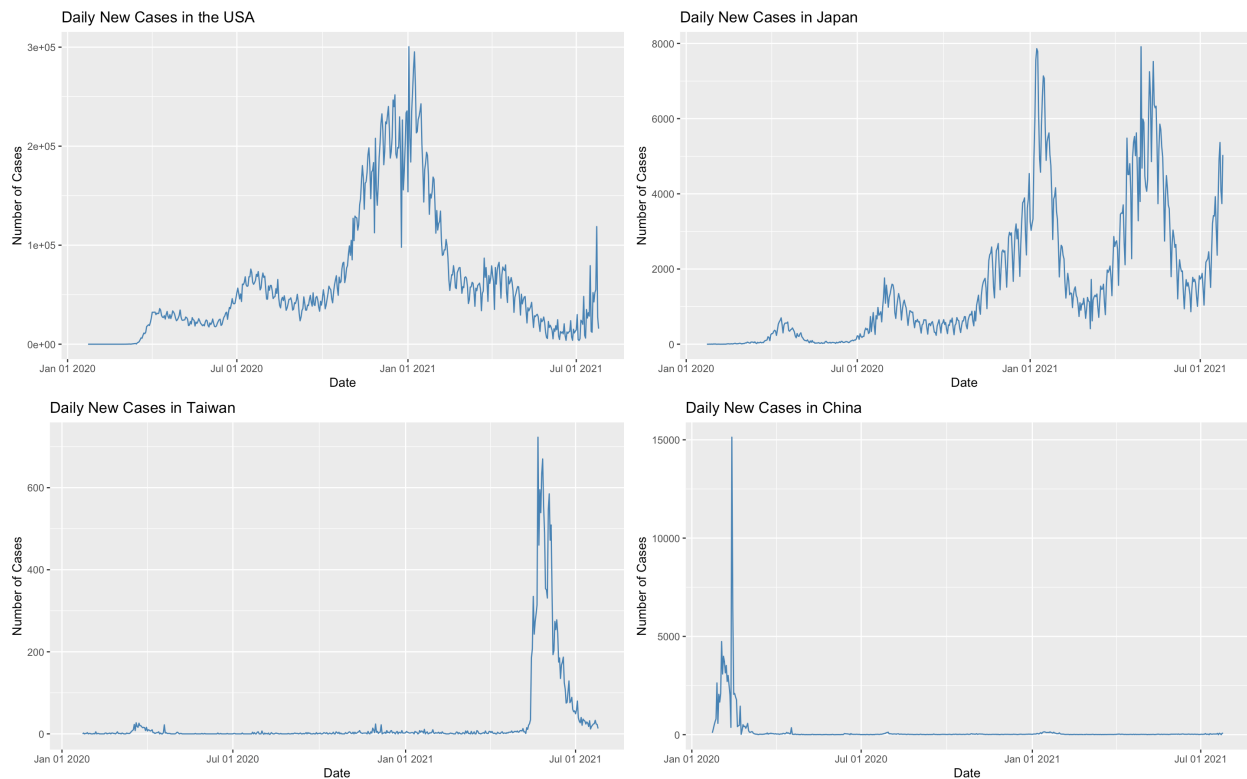 Daily New Cases in the USA
Number of Cases
3e+05
2e+05
1e+05
0e+00
Jan 01 2020
Jul 01 2020
Jan 01 2021
Jul 01 2021
Date
Daily New Cases in Japan
Number of Cases
8000
6000
4000
2000
0
Jan 01 2020
Jul 01 2020
Jan 01 2021
Jul 01 2021
Date
Daily New Cases in Taiwan
Number of Cases
600
400
200
0
Jan 01 2020
Jul 01 2020
Jan 01 2021
Jul 01 2021
Date
Daily New Cases in China
Number of Cases
15000
10000
5000
0
Jan 01 2020
Jul 01 2020
Jan 01 2021
Jul 01 2021
Date